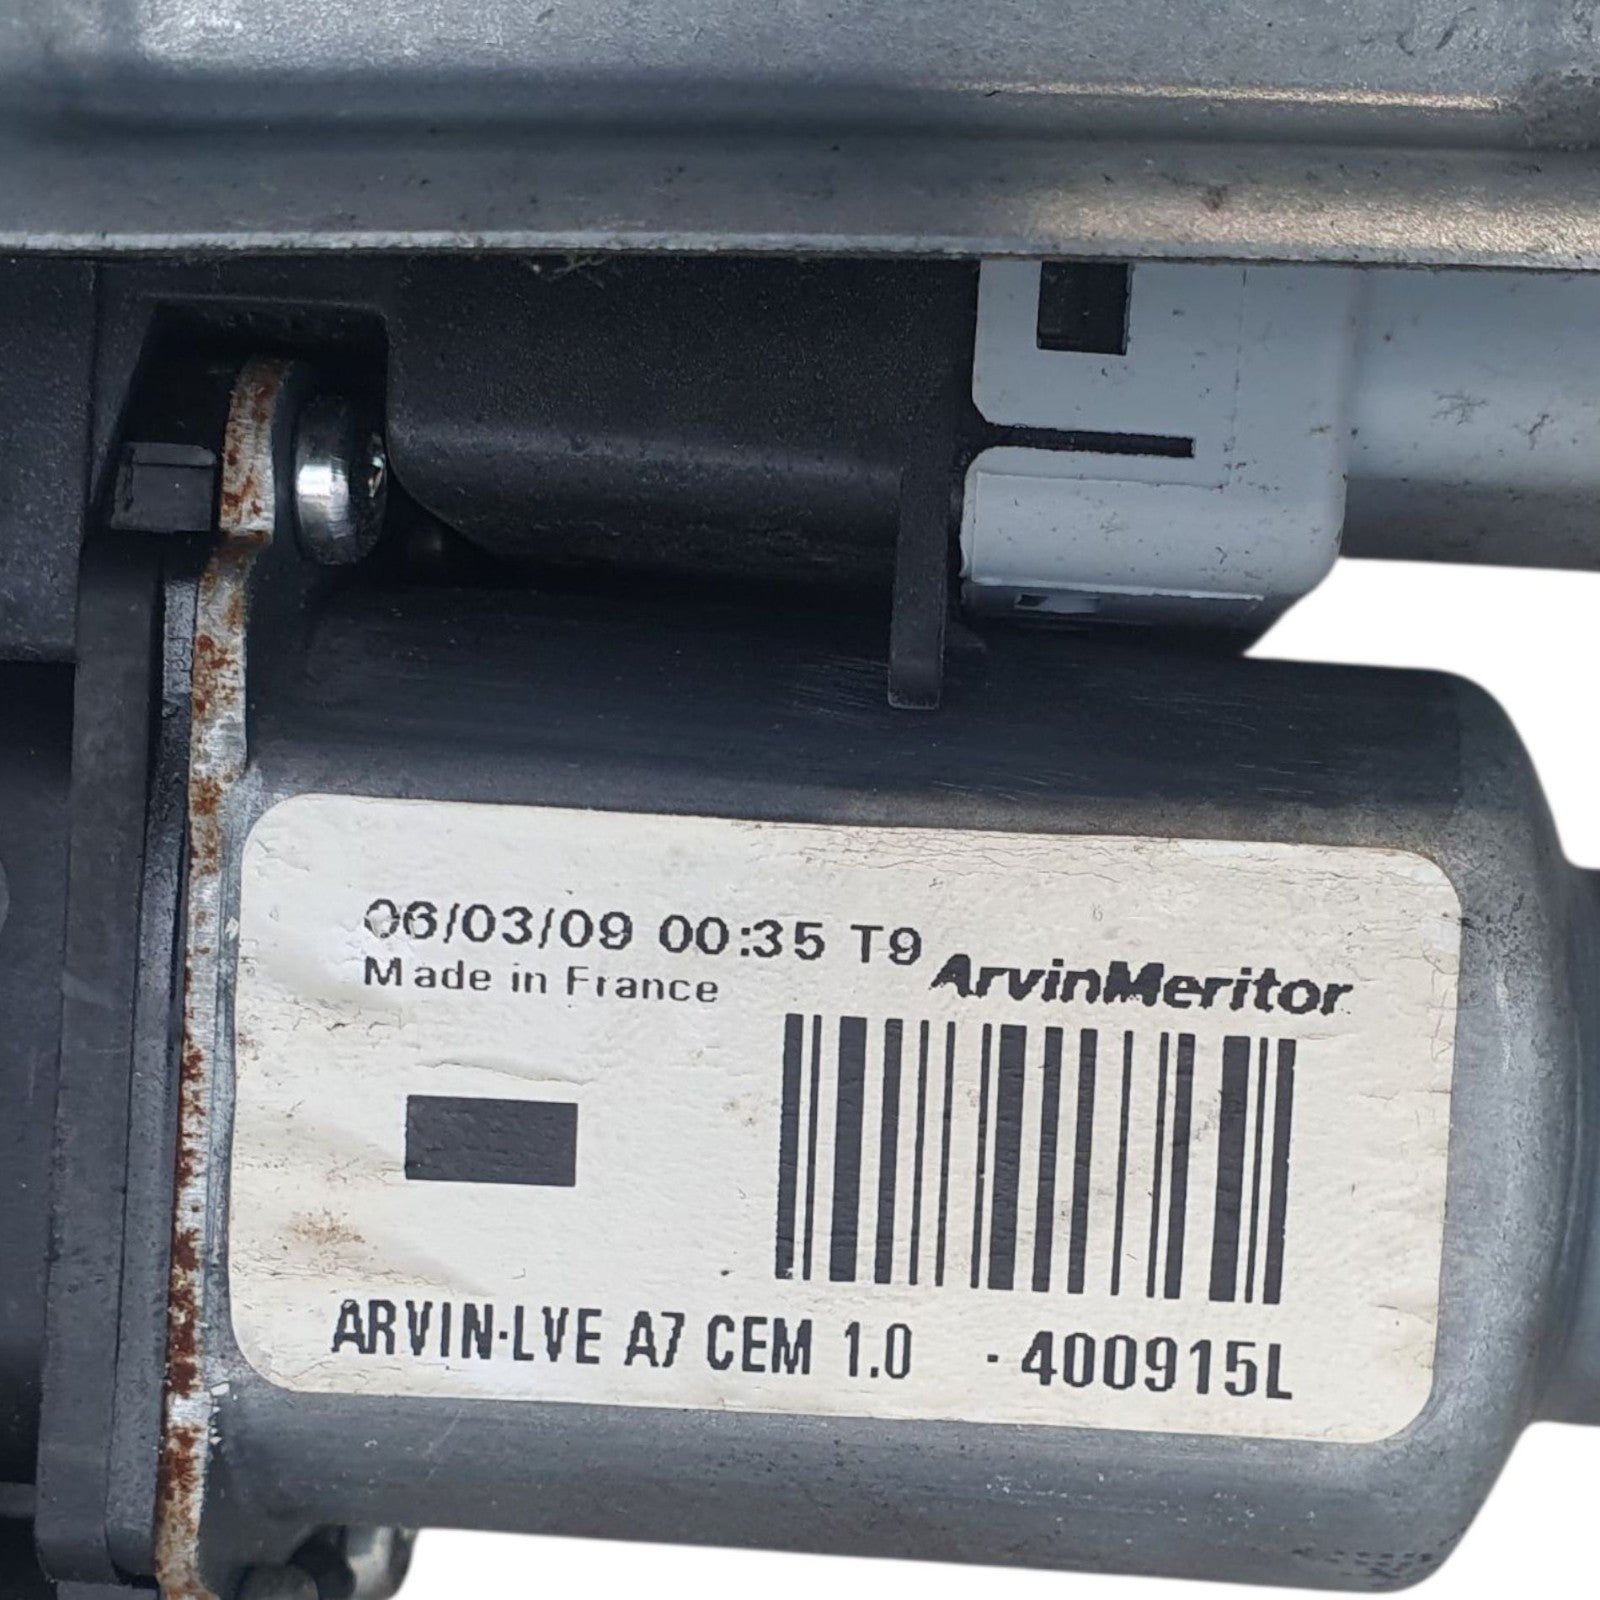 06/03/09 00:35 T9
Made in France
ArvinMeritor
ARVIN-LVE A7 CEM 1.0 - 400915L